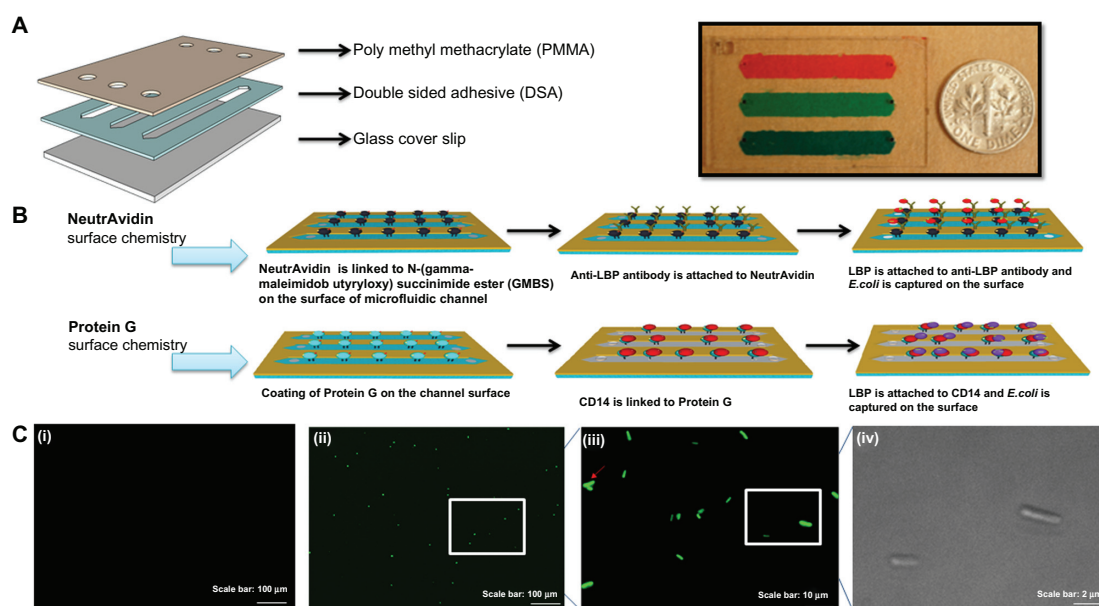 A
Poly methyl methacrylate (PMMA)
Double sided adhesive (DSA)
Glass cover slip
ONE DIME
B
NeutrAvidin
surface chemistry
NeutrAvidin is linked to N-(gamma-
maleimidob utyryloxy) succinimide ester (GMBS)
on the surface of microfluidic channel
Anti-LBP antibody is attached to NeutrAvidin
LBP is attached to anti-LBP antibody and
E.coli is captured on the surface
Protein G
surface chemistry
Coating of Protein G on the channel surface
CD14 is linked to Protein G
LBP is attached to CD14 and E.coli is
captured on the surface
C
(i)
Scale bar: 100 μm
(ii)
Scale bar: 100 μm
(iii)
Scale bar: 10 μm
(iv)
Scale bar: 2 μm